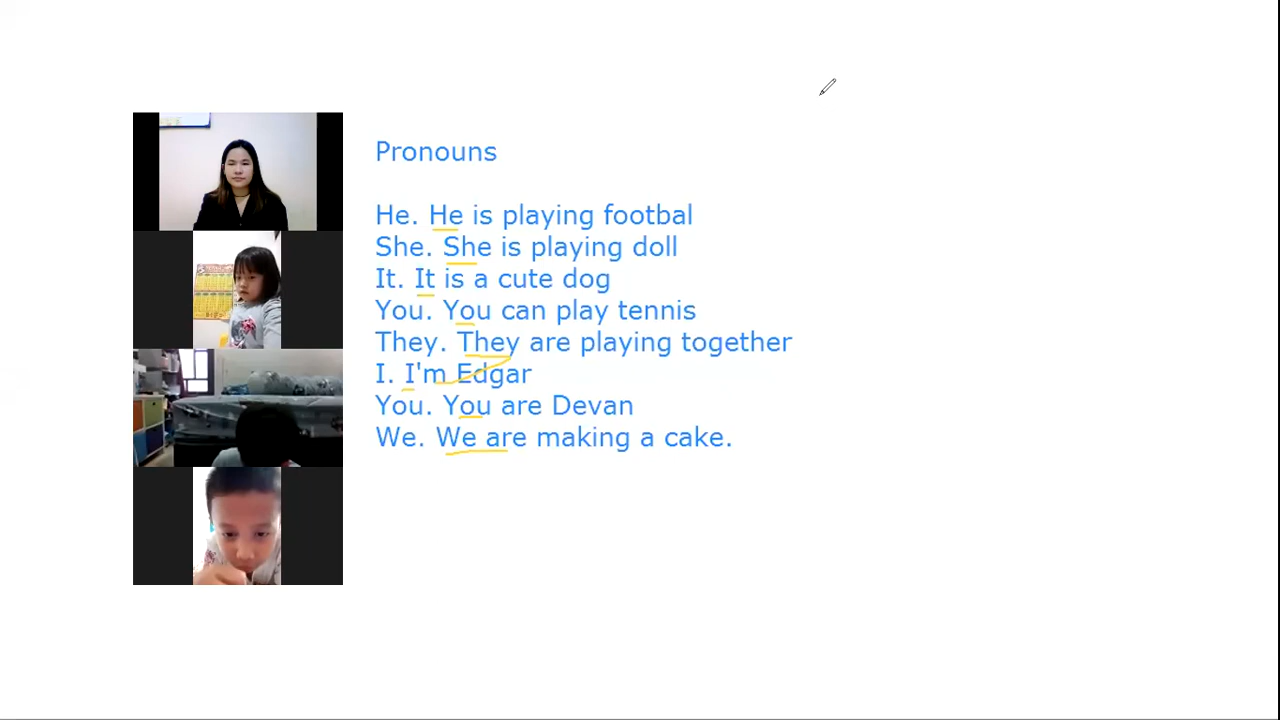 Pronouns
He. He is playing footbal
She. She is playing doll
It. It is a cute dog
You. You can play tennis
They. They are playing together
I. I'm Edgar
You. You are Devan
We. We are making a cake.